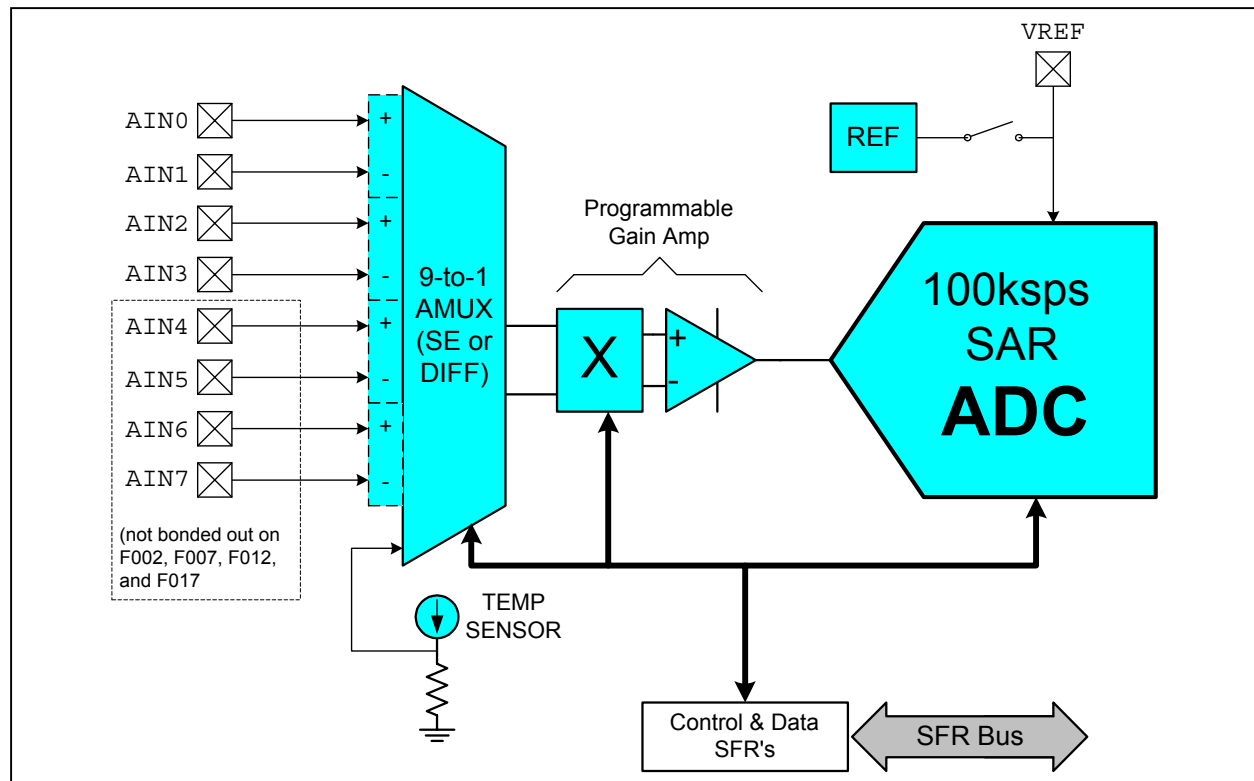 VREF
AIN0
+
REF
AIN1
-
AIN2
+
Programmable
Gain Amp
AIN3
-
9-to-1
AMUX
(SE or
DIFF)
100ksps
SAR
ADC
AIN4
+
X
+
-
AIN5
-
AIN6
+
AIN7
-
(not bonded out on
F002, F007, F012,
and F017
TEMP
SENSOR
Control & Data
SFR's
SFR Bus